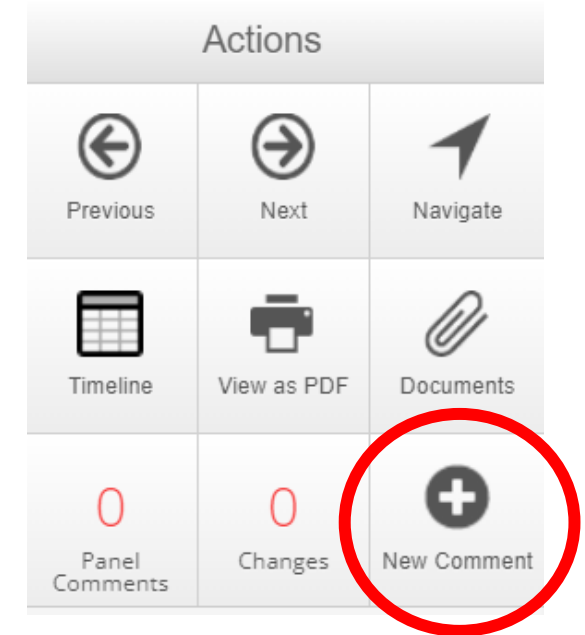 Actions
Previous
Next
Navigate
Timeline
View as PDF
Documents
0
Panel
Comments
0
Changes
New Comment